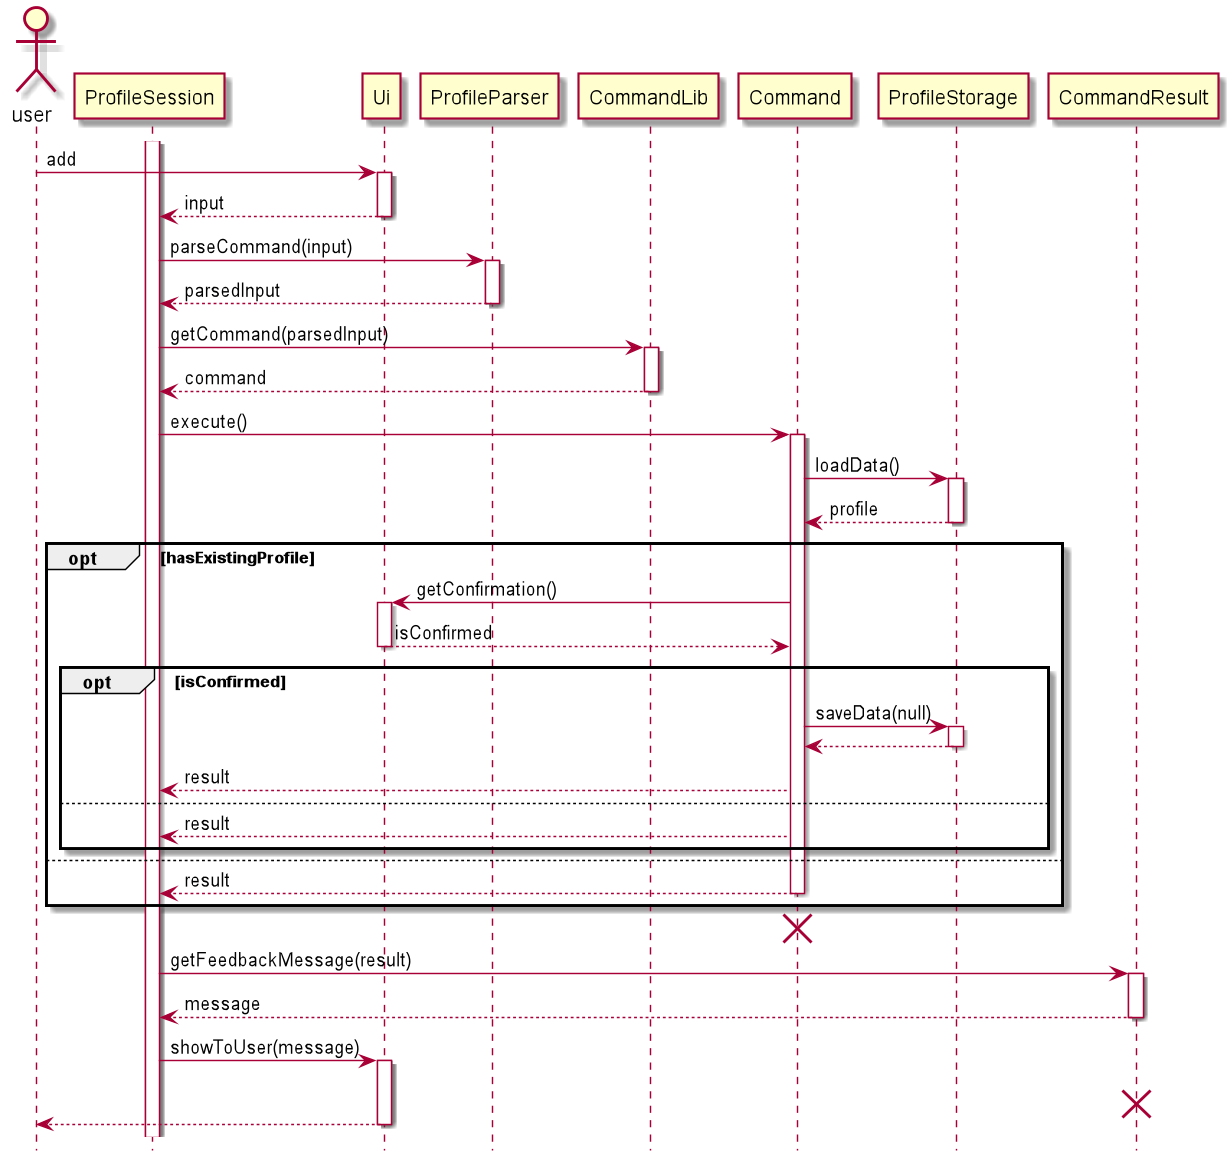 user
ProfileSession
Ui
ProfileParser
CommandLib
Command
ProfileStorage
CommandResult
add
input
parseCommand(input)
parsedInput
getCommand(parsedInput)
command
execute()
loadData()
profile
opt [hasExistingProfile]
getConfirmation()
isConfirmed
opt [isConfirmed]
saveData(null)
result
result
result
getFeedbackMessage(result)
message
showToUser(message)